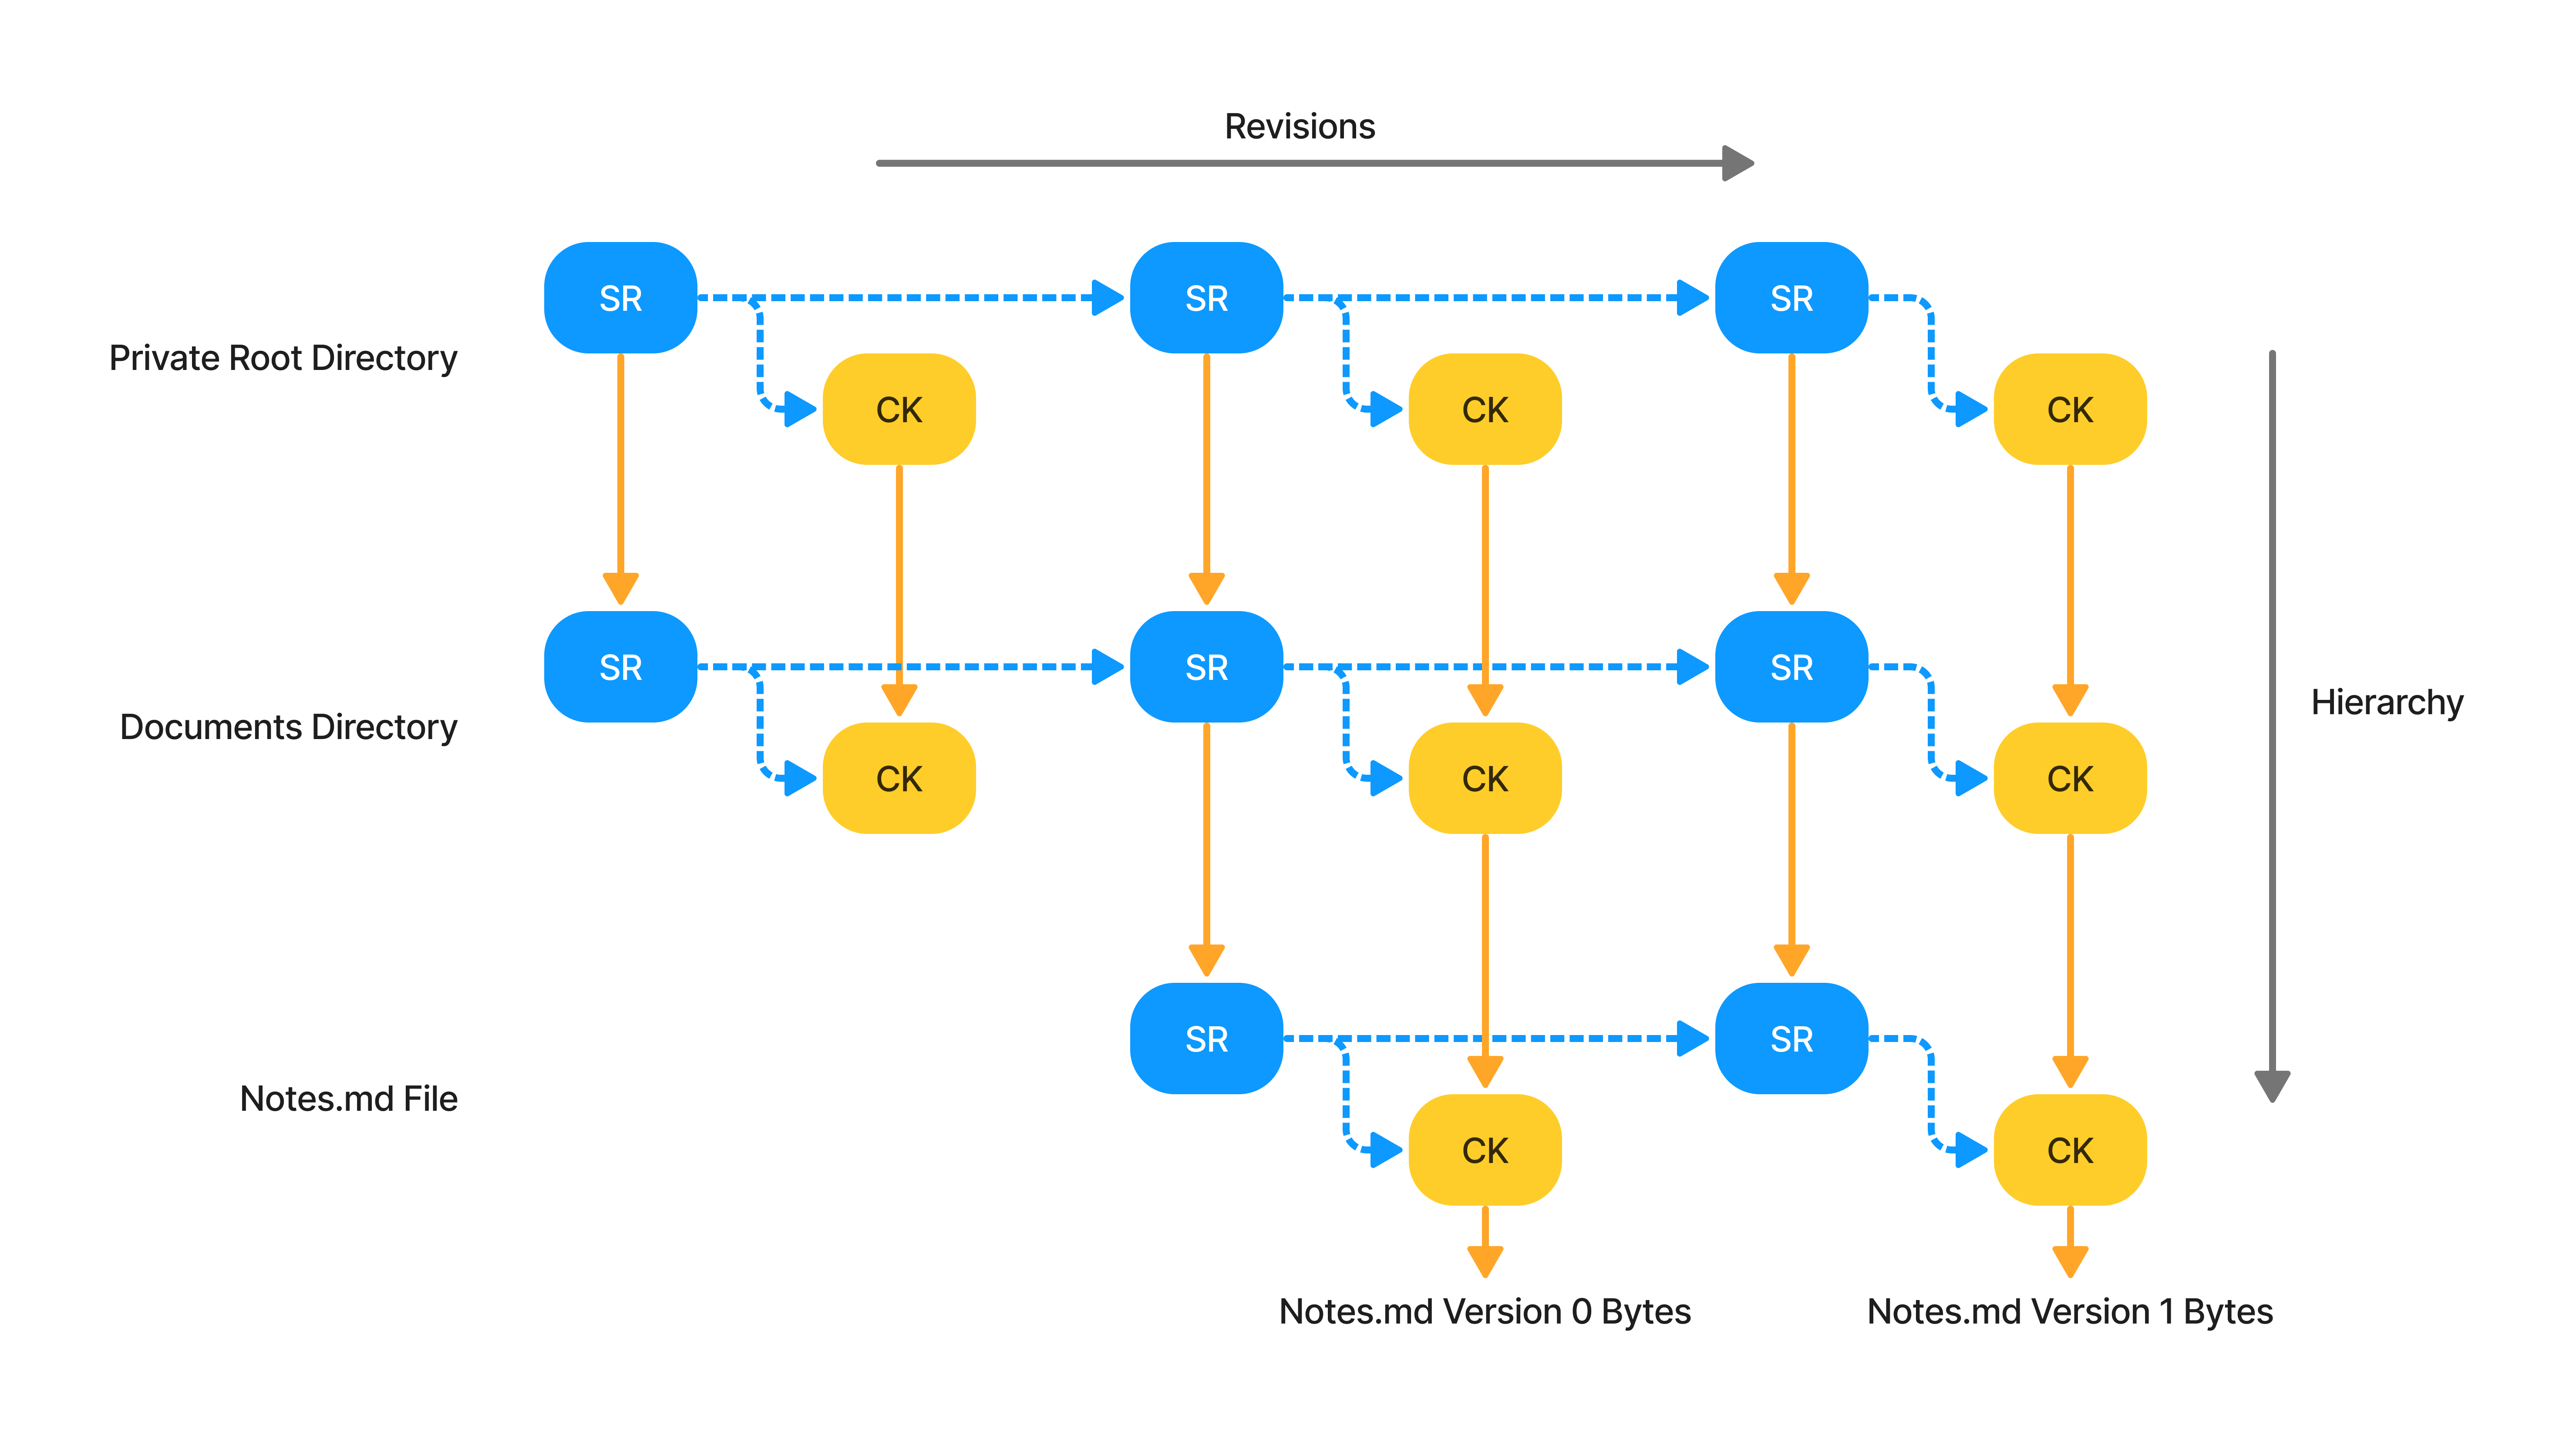 Revisions
SR
SR
SR
Private Root Directory
CK
CK
CK
SR
SR
SR
Documents Directory
Hierarchy
CK
CK
CK
SR
SR
Notes.md File
CK
CK
Notes.md Version 0 Bytes
Notes.md Version 1 Bytes